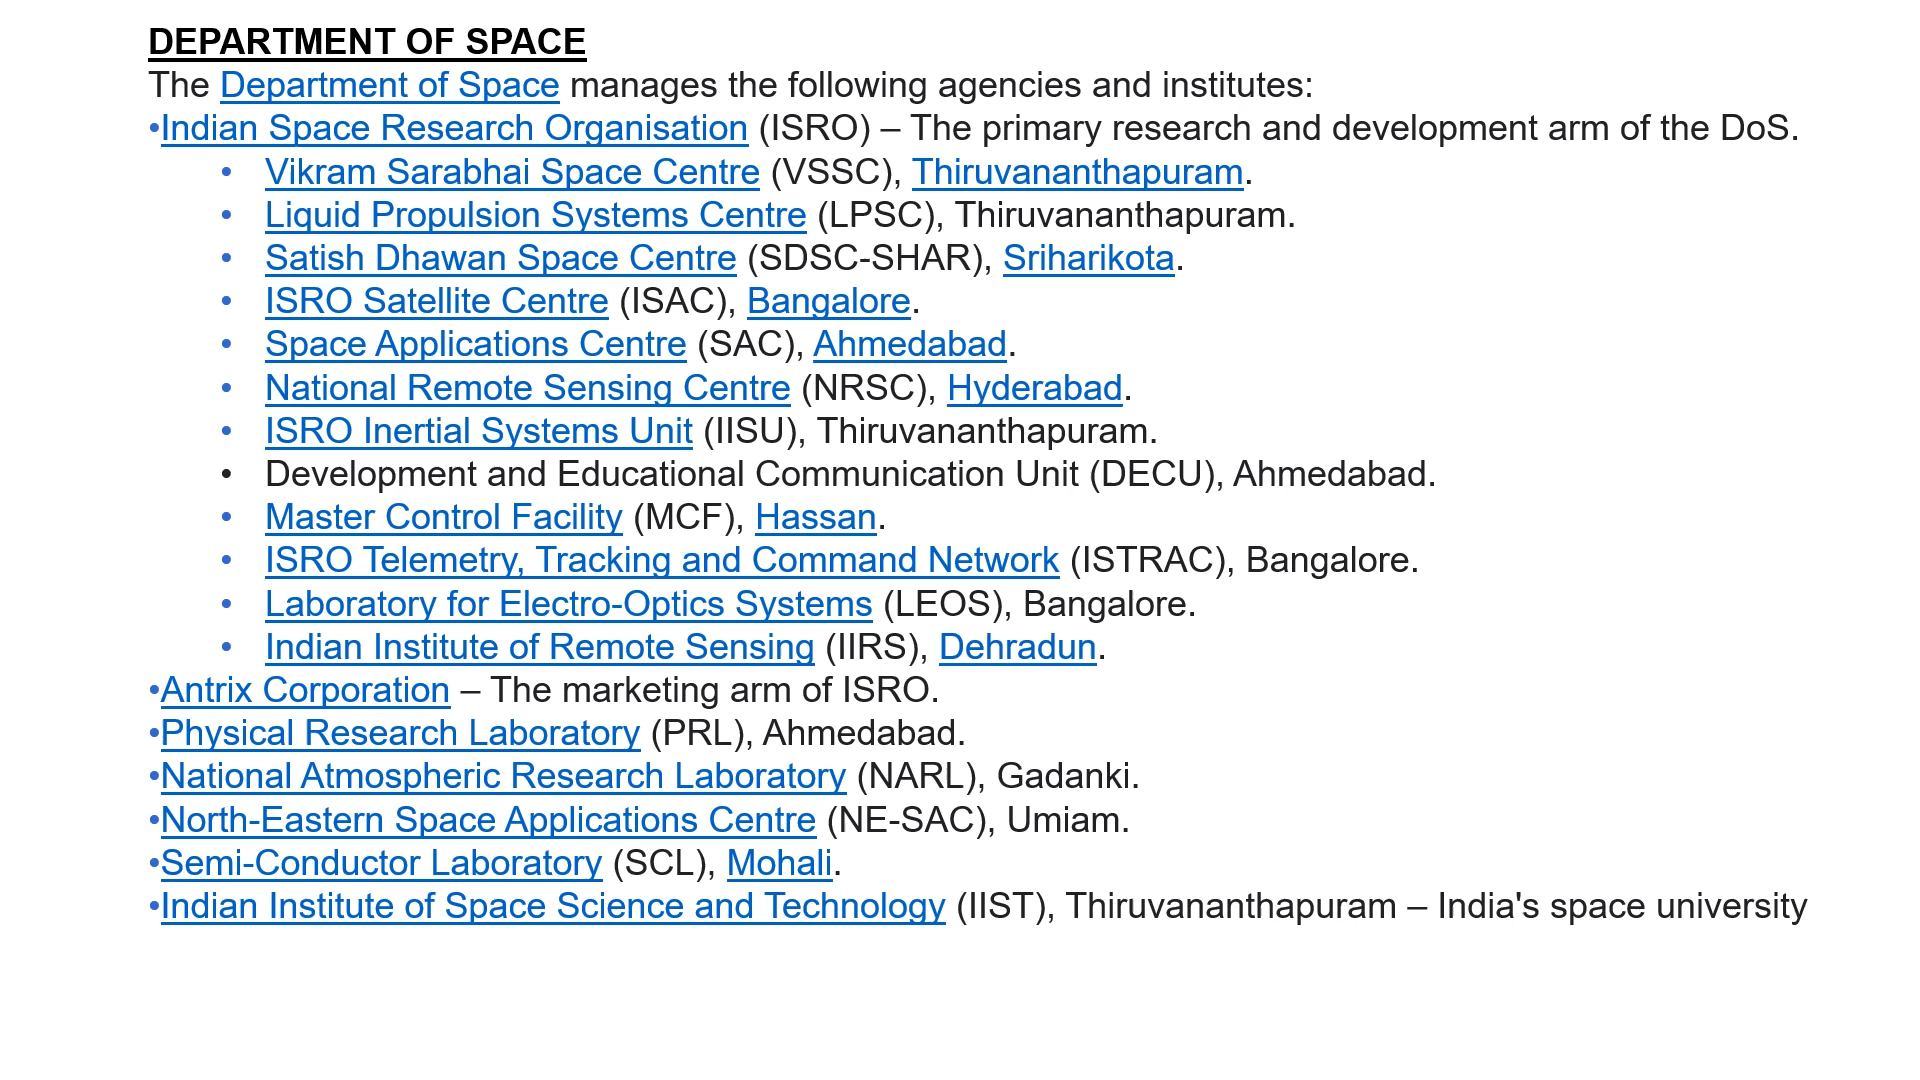 DEPARTMENT OF SPACE
The Department of Space manages the following agencies and institutes:
•Indian Space Research Organisation (ISRO) – The primary research and development arm of the DoS.
• Vikram Sarabhai Space Centre (VSSC), Thiruvananthapuram.
• Liquid Propulsion Systems Centre (LPSC), Thiruvananthapuram.
• Satish Dhawan Space Centre (SDSC-SHAR), Sriharikota.
• ISRO Satellite Centre (ISAC), Bangalore.
• Space Applications Centre (SAC), Ahmedabad.
• National Remote Sensing Centre (NRSC), Hyderabad.
• ISRO Inertial Systems Unit (IISU), Thiruvananthapuram.
• Development and Educational Communication Unit (DECU), Ahmedabad.
• Master Control Facility (MCF), Hassan.
• ISRO Telemetry, Tracking and Command Network (ISTRAC), Bangalore.
• Laboratory for Electro-Optics Systems (LEOS), Bangalore.
• Indian Institute of Remote Sensing (IIRS), Dehradun.
•Antrix Corporation – The marketing arm of ISRO.
•Physical Research Laboratory (PRL), Ahmedabad.
•National Atmospheric Research Laboratory (NARL), Gadanki.
•North-Eastern Space Applications Centre (NE-SAC), Umiam.
•Semi-Conductor Laboratory (SCL), Mohali.
•Indian Institute of Space Science and Technology (IIST), Thiruvananthapuram – India's space university